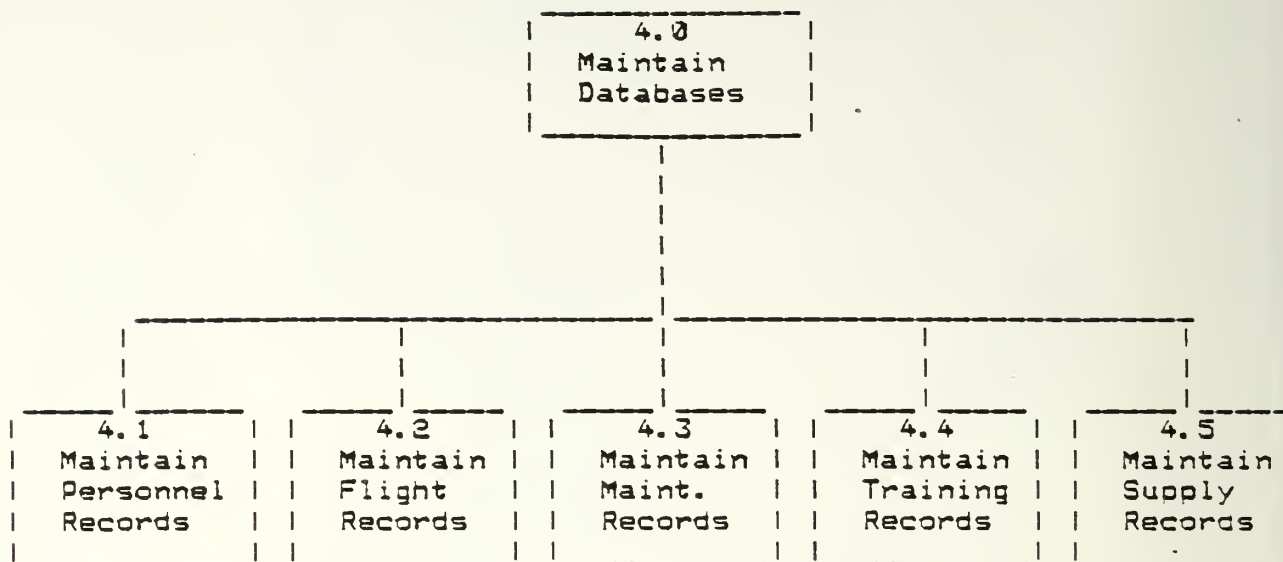 4.0
Maintain
Databases
4.1
Maintain
Personnel
Records
4.2
Maintain
Flight
Records
4.3
Maintain
Maint.
Records
4.4
Maintain
Training
Records
4.5
Maintain
Supply
Records